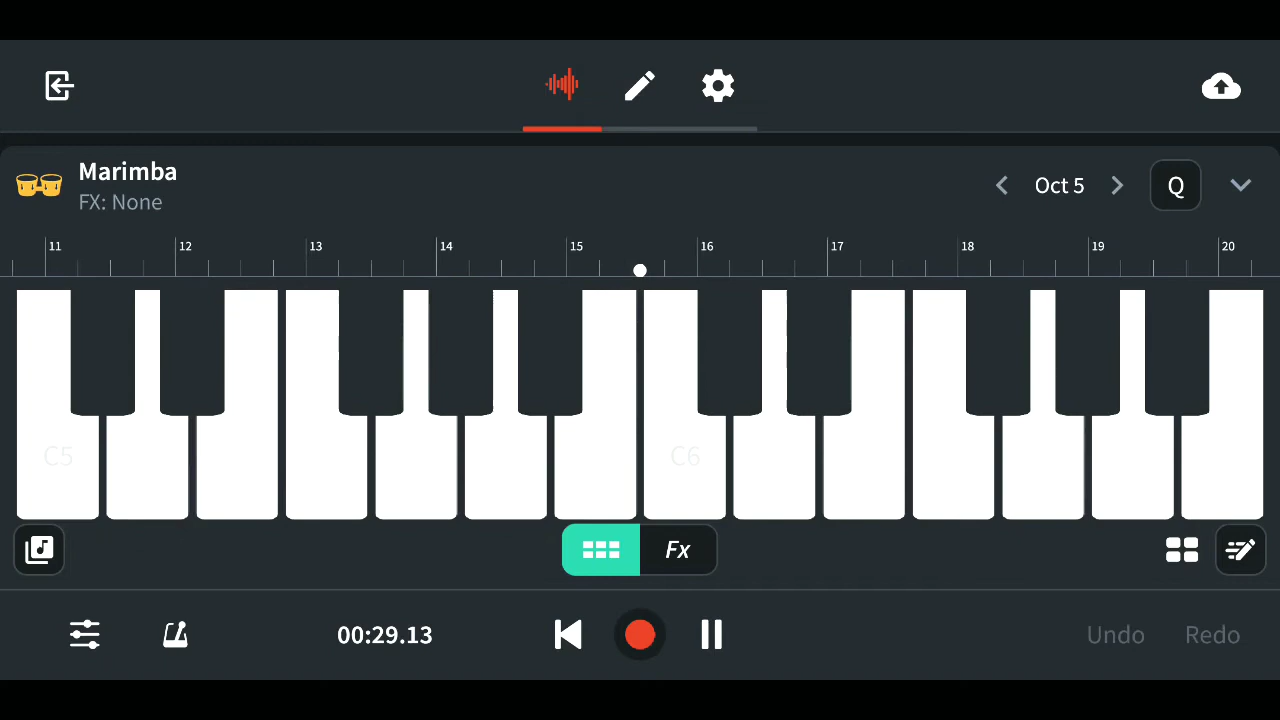 Marimba
FX: None
Oct 5
Q
11 12 13 14 15 16 17 18 19 20
C5 C6
Fx
00:29.13
Undo Redo